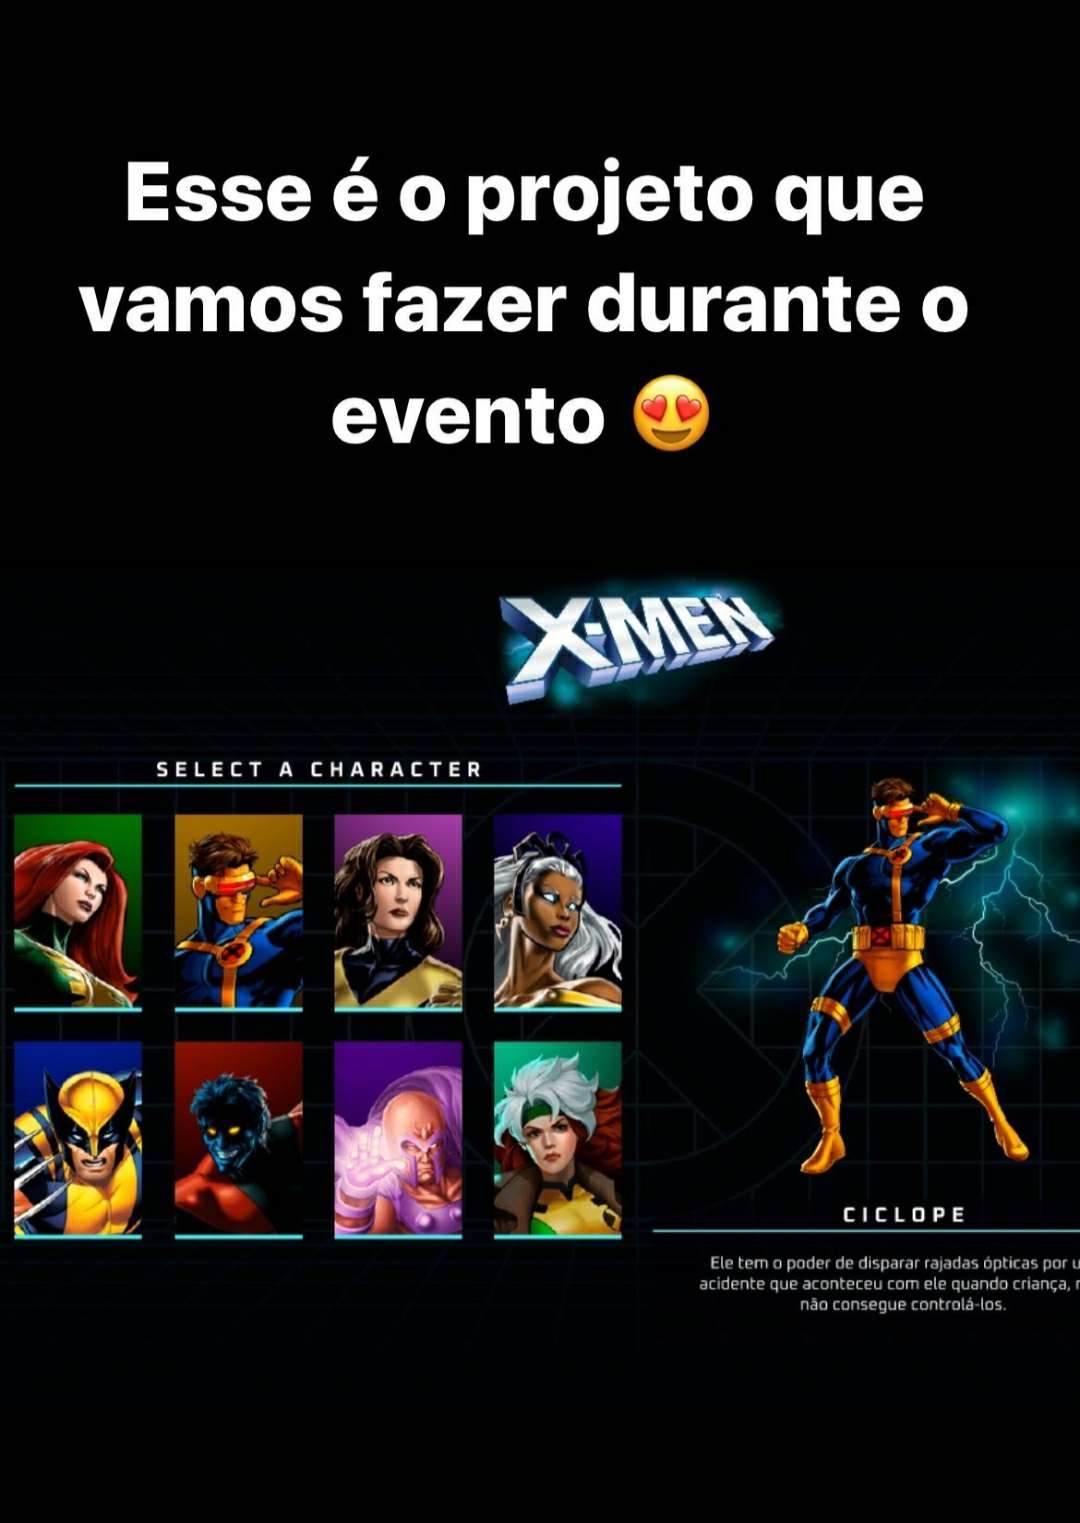 Esse é o projeto que
vamos fazer durante o
evento 😍
X-MEN
SELECT A CHARACTER
CICLOPE
Ele tem o poder de disparar rajadas ópticas por
acidente que aconteceu com ele quando criança,
não consegue controlá-los.